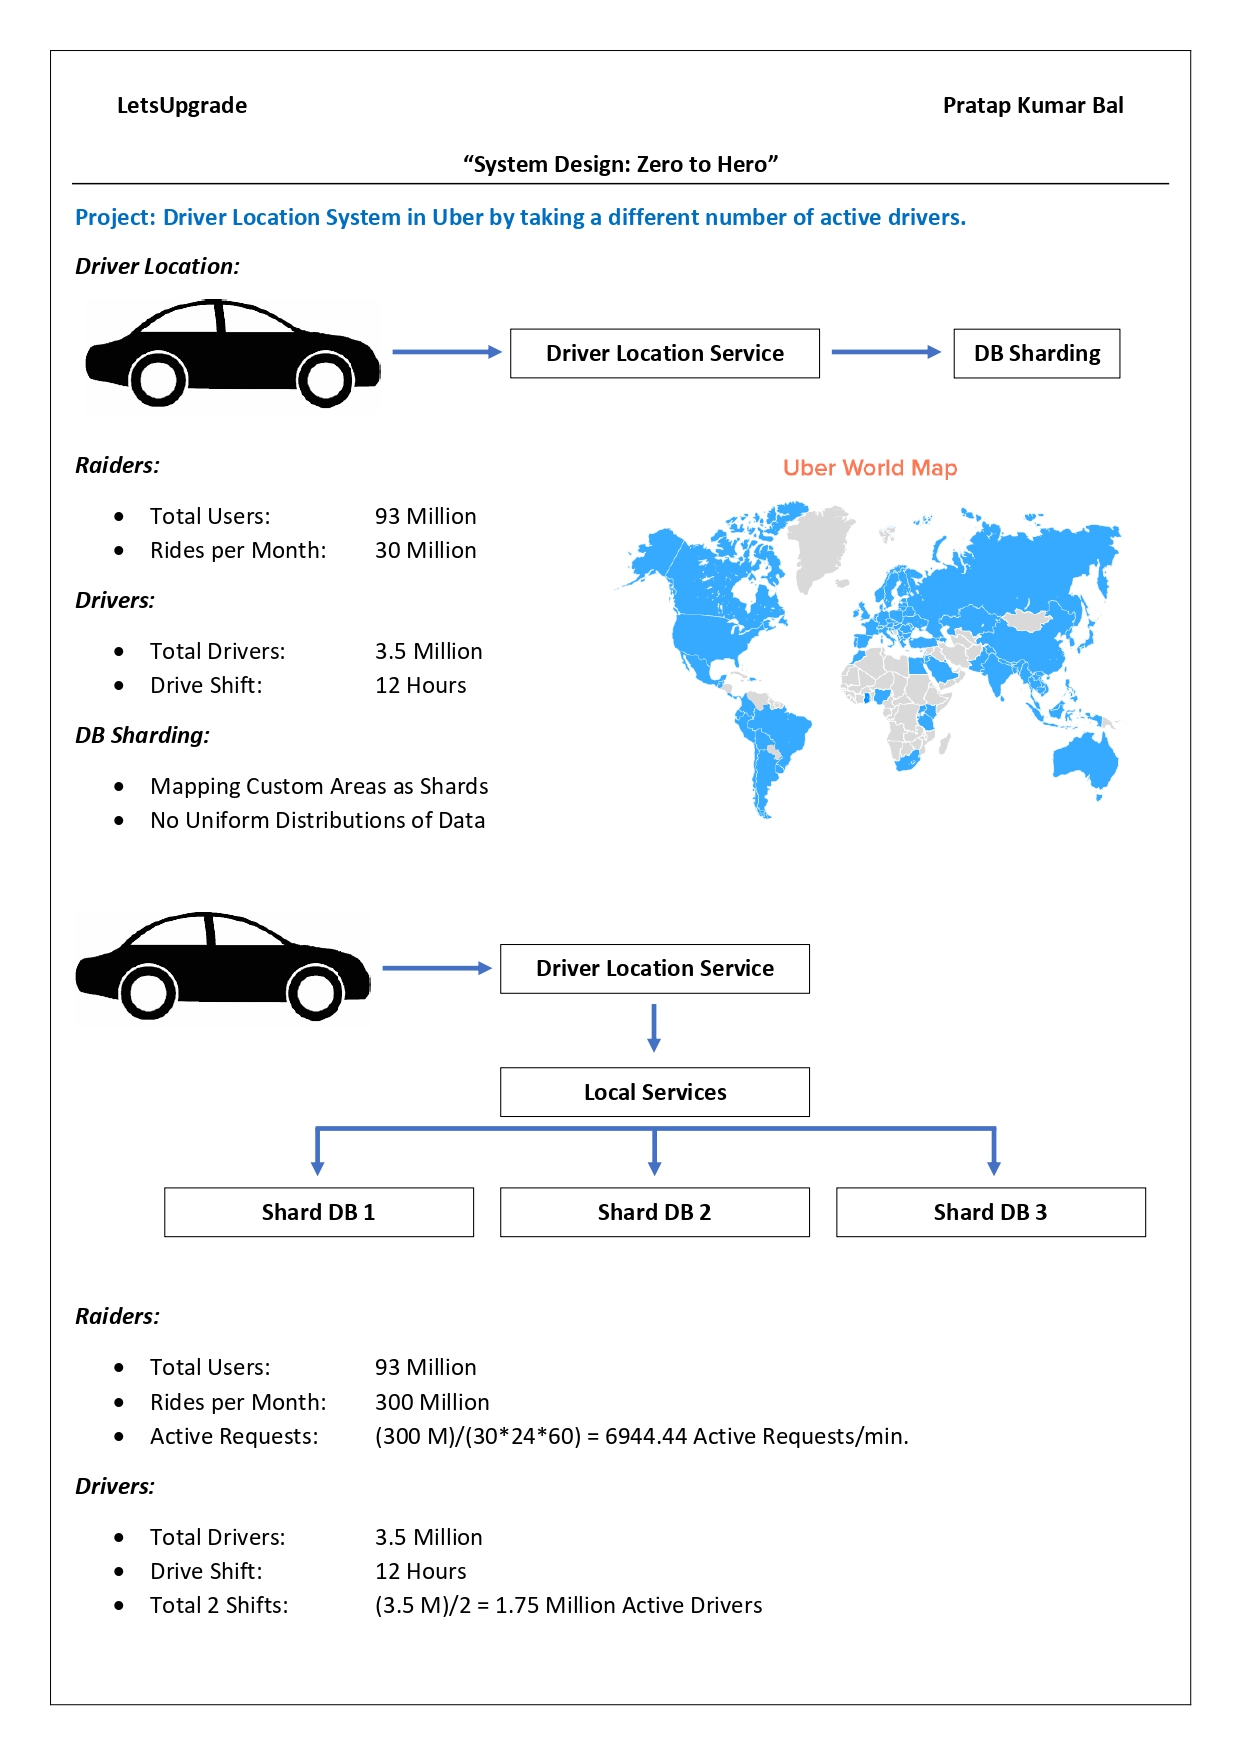 LetsUpgrade Pratap Kumar Bal
“System Design: Zero to Hero”
Project: Driver Location System in Uber by taking a different number of active drivers.
Driver Location:
Driver Location Service
DB Sharding
Raiders:
• Total Users: 93 Million
• Rides per Month: 30 Million
Drivers:
• Total Drivers: 3.5 Million
• Drive Shift: 12 Hours
DB Sharding:
• Mapping Custom Areas as Shards
• No Uniform Distributions of Data
Uber World Map
Driver Location Service
Local Services
Shard DB 1
Shard DB 2
Shard DB 3
Raiders:
• Total Users: 93 Million
• Rides per Month: 300 Million
• Active Requests: (300 M)/(30*24*60) = 6944.44 Active Requests/min.
Drivers:
• Total Drivers: 3.5 Million
• Drive Shift: 12 Hours
• Total 2 Shifts: (3.5 M)/2 = 1.75 Million Active Drivers